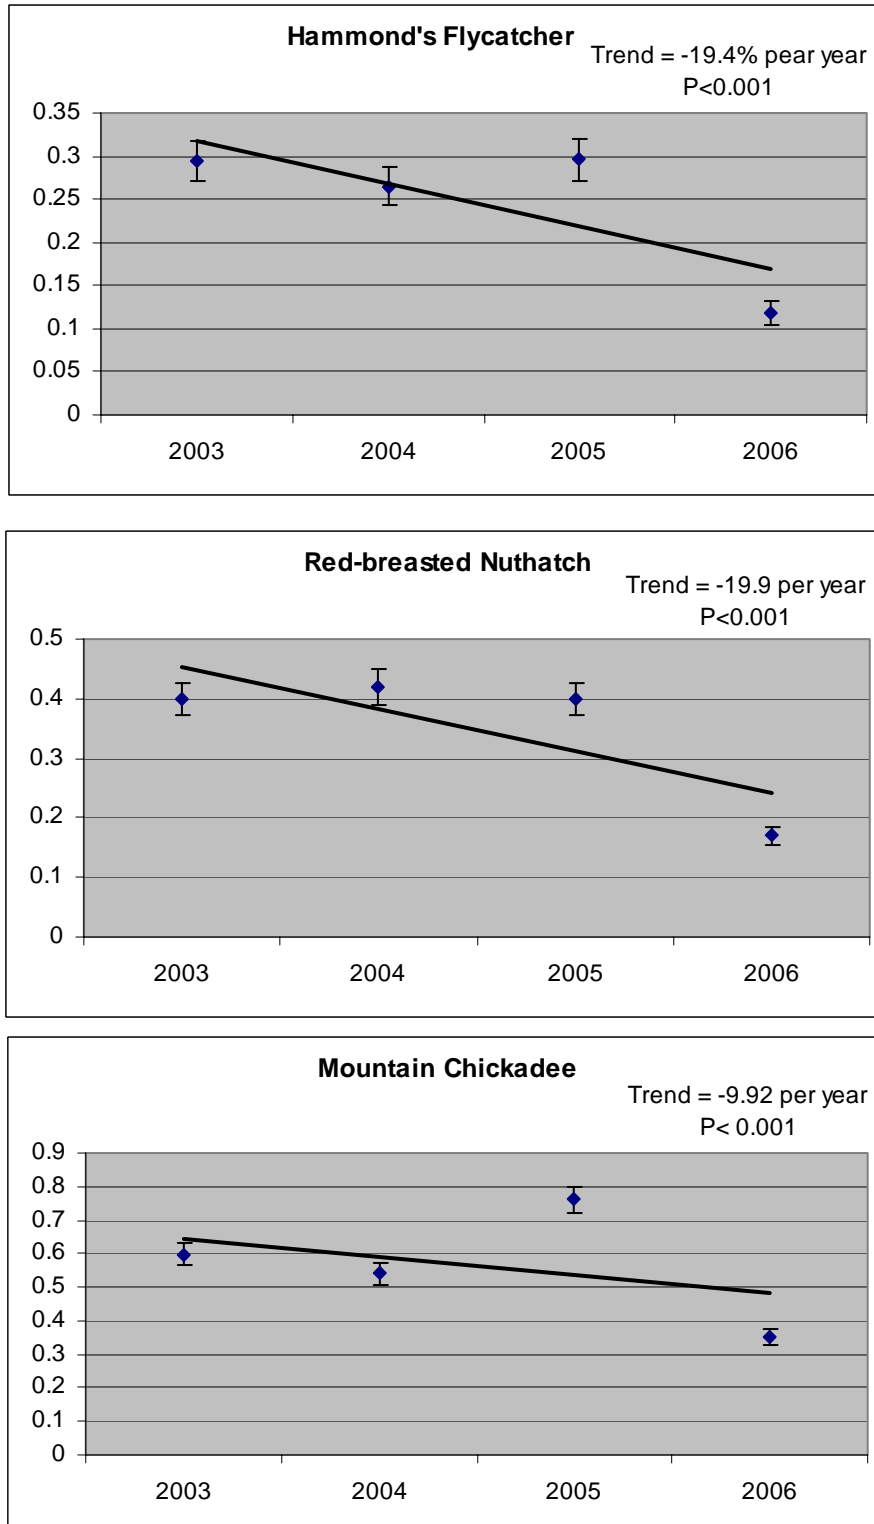 Hammond's Flycatcher
Trend = -19.4% pear year
P<0.001
0.35
0.3
0.25
0.2
0.15
0.1
0.05
0
2003 2004 2005 2006
Red-breasted Nuthatch
Trend = -19.9 per year
P<0.001
0.5
0.4
0.3
0.2
0.1
0
2003 2004 2005 2006
Mountain Chickadee
Trend = -9.92 per year
P< 0.001
0.9
0.8
0.7
0.6
0.5
0.4
0.3
0.2
0.1
0
2003 2004 2005 2006